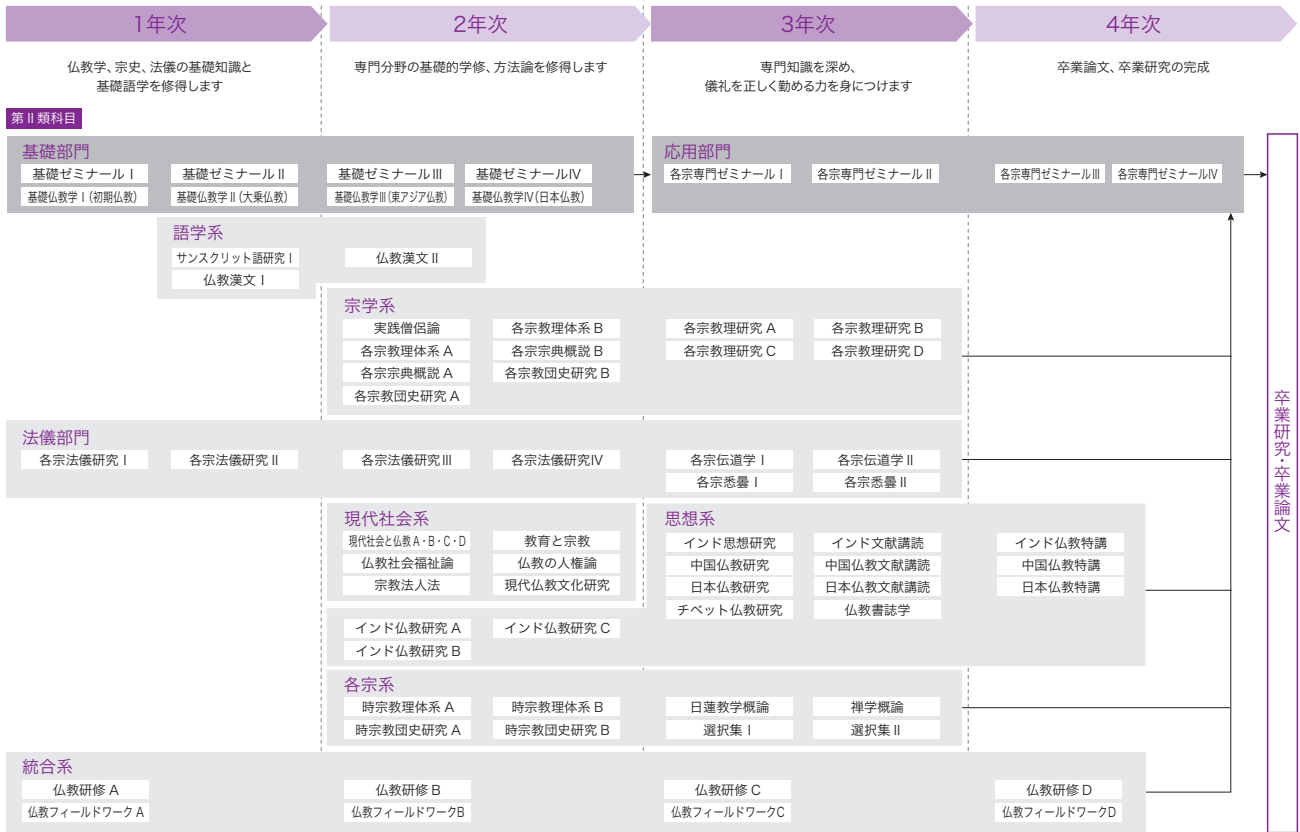 1年次
2年次
3年次
4年次
仏教学、宗史、法儀の基礎知識と
基礎語学を修得します
専門分野の基礎的学修、方法論を修得します
専門知識を深め、
儀礼を正しく勤める力を身につけます
卒業論文、卒業研究の完成
第Ⅱ類科目
基礎部門
基礎ゼミナールⅠ
基礎ゼミナールⅡ
基礎ゼミナールⅢ
基礎ゼミナールⅣ
基礎仏教学Ⅰ(初期仏教)
基礎仏教学Ⅱ(大乗仏教)
基礎仏教学Ⅲ(東アジア仏教)
基礎仏教学Ⅳ(日本仏教)
応用部門
各宗専門ゼミナールⅠ
各宗専門ゼミナールⅡ
各宗専門ゼミナールⅢ
各宗専門ゼミナールⅣ
語学系
サンスクリット語研究Ⅰ
仏教漢文Ⅱ
仏教漢文Ⅰ
宗学系
実践僧侶論
各宗教理体系 B
各宗教理研究 A
各宗教理研究 B
各宗教理体系 A
各宗宗典概説 B
各宗教理研究 C
各宗教理研究 D
各宗宗典概説 A
各宗教団史研究 B
各宗教団史研究 A
法儀部門
各宗法儀研究Ⅰ
各宗法儀研究Ⅱ
各宗法儀研究Ⅲ
各宗法儀研究Ⅳ
各宗伝道学Ⅰ
各宗伝道学Ⅱ
各宗悉曇Ⅰ
各宗悉曇Ⅱ
現代社会系
現代社会と仏教 A・B・C・D
教育と宗教
仏教社会福祉論
仏教の人権論
宗教法人法
現代仏教文化研究
思想系
インド思想研究
インド文献講読
インド仏教特講
中国仏教研究
中国仏教文献講読
中国仏教特講
日本仏教研究
日本仏教文献講読
日本仏教特講
チベット仏教研究
仏教書誌学
インド仏教研究 A
インド仏教研究 C
インド仏教研究 B
各宗系
時宗教理体系 A
時宗教理体系 B
日蓮教学概論
禅学概論
時宗教団史研究 A
時宗教団史研究 B
選択集Ⅰ
選択集Ⅱ
統合系
仏教研修 A
仏教研修 B
仏教研修 C
仏教研修 D
仏教フィールドワーク A
仏教フィールドワークB
仏教フィールドワークC
仏教フィールドワークD
卒業研究・卒業論文